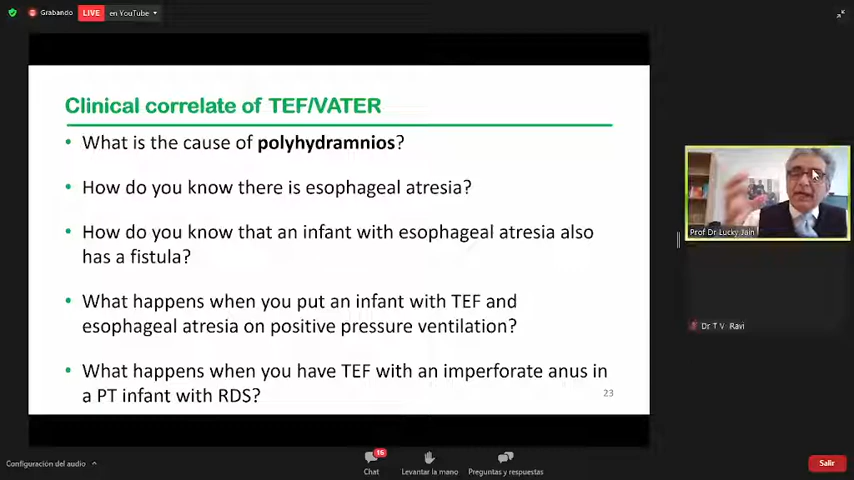 Grabando
LIVE
en YouTube
Clinical correlate of TEF/VATER
• What is the cause of polyhydramnios?
• How do you know there is esophageal atresia?
• How do you know that an infant with esophageal atresia also
has a fistula?
• What happens when you put an infant with TEF and
esophageal atresia on positive pressure ventilation?
• What happens when you have TEF with an imperforate anus in
a PT infant with RDS?
23
Prof Dr Lucky Jain
Dr T V Ravi
Configuración del audio
16
Chat
Levantar la mano
Preguntas y respuestas
Salir